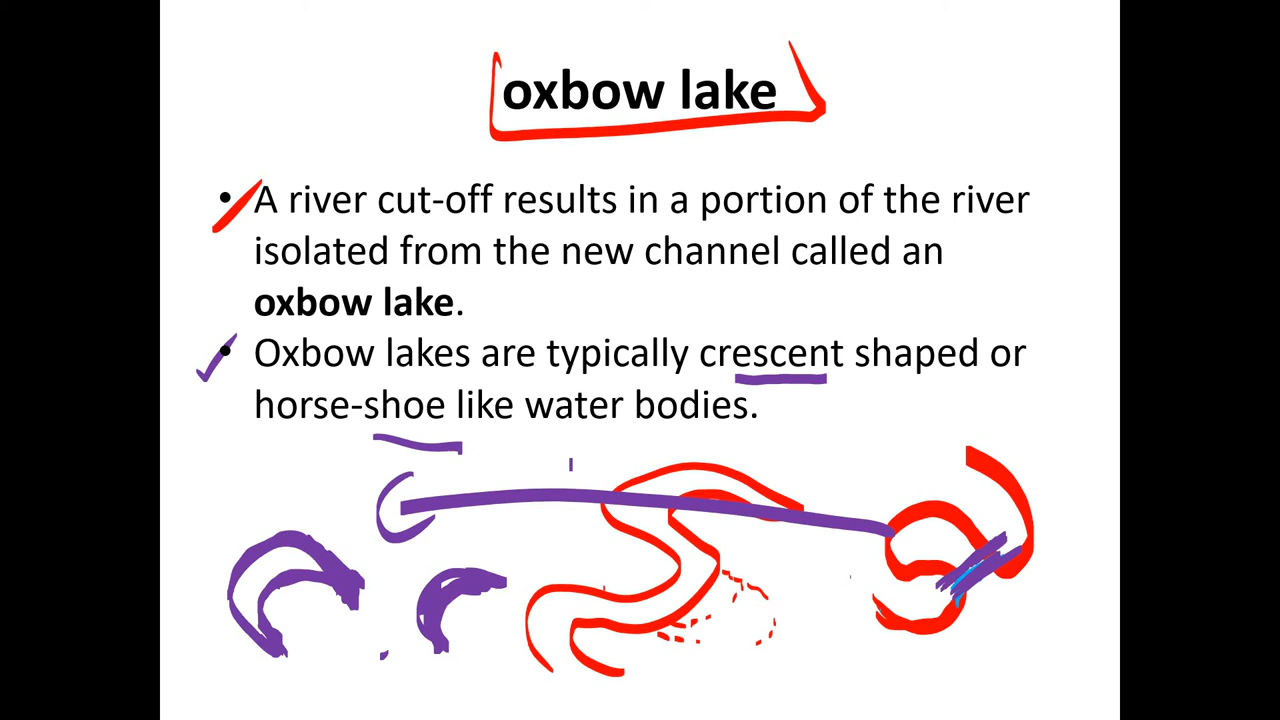 oxbow lake
• A river cut-off results in a portion of the river
isolated from the new channel called an
oxbow lake.
• Oxbow lakes are typically crescent shaped or
horse-shoe like water bodies.